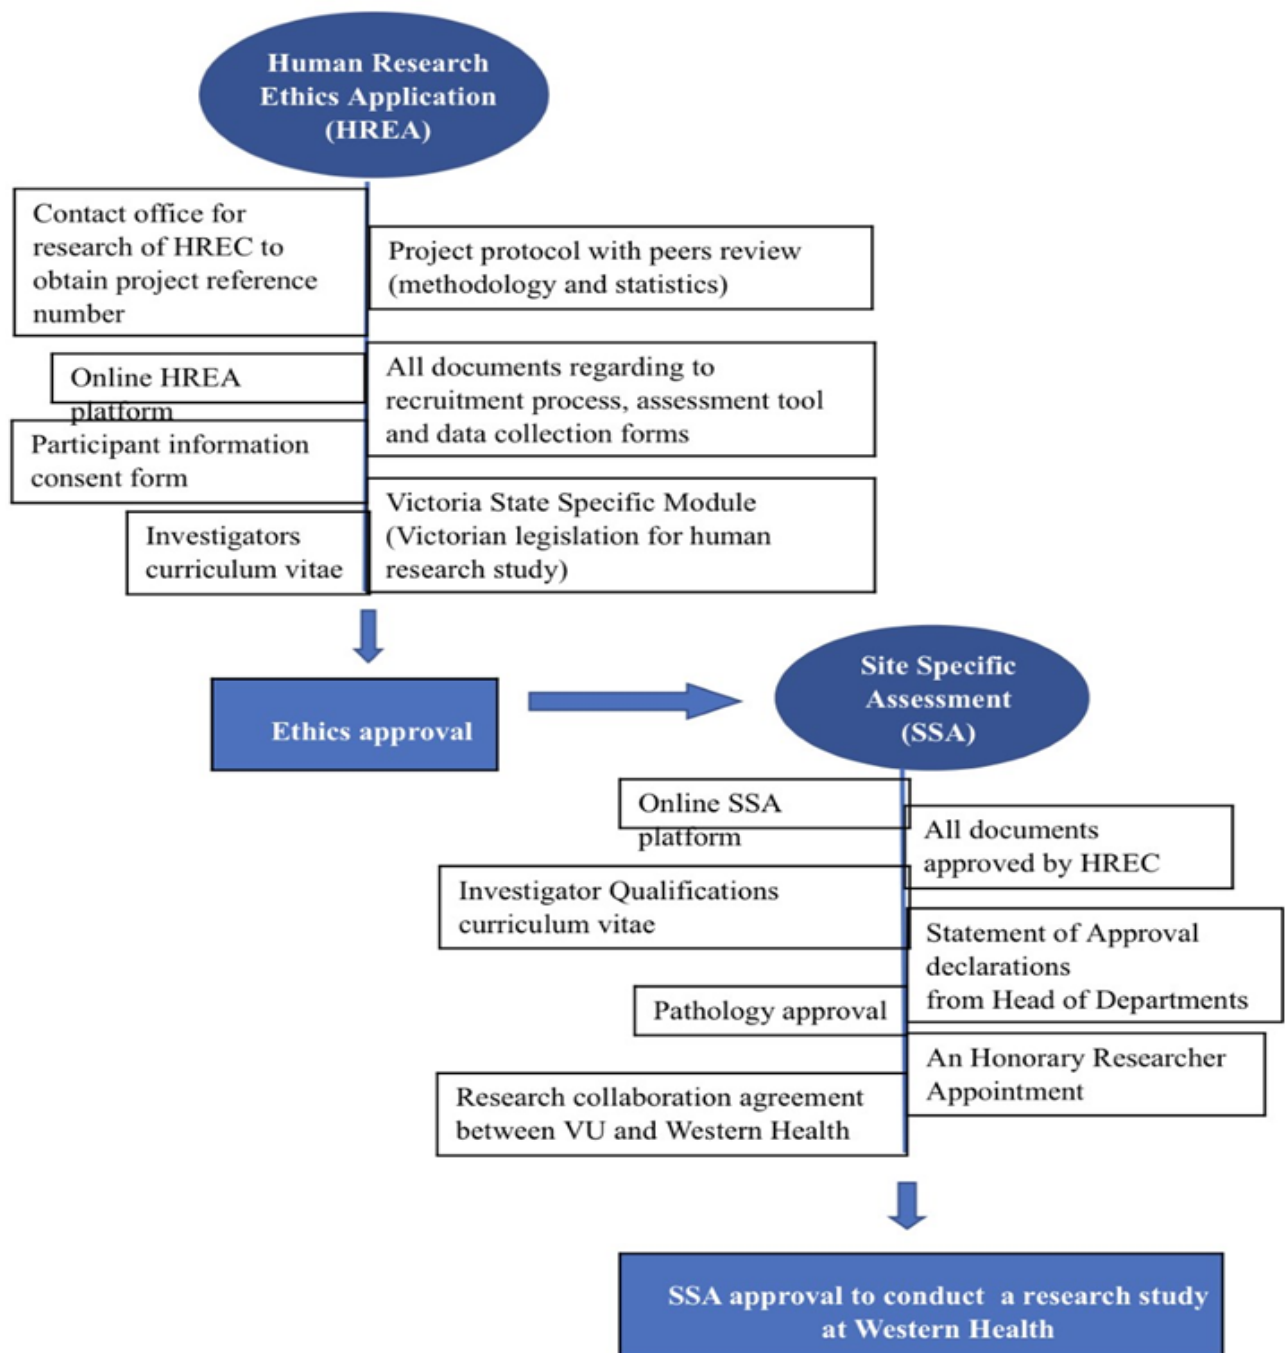 Human Research
Ethics Application
(HREA)
Contact office for
research of HREC to
obtain project reference
number
Project protocol with peers review
(methodology and statistics)
Online HREA
platform
All documents regarding to
recruitment process, assessment tool
and data collection forms
Participant information
consent form
Victoria State Specific Module
(Victorian legislation for human
research study)
Investigators
curriculum vitae
Ethics approval
Site Specific
Assessment
(SSA)
Online SSA
platform
All documents
approved by HREC
Investigator Qualifications
curriculum vitae
Statement of Approval
declarations
from Head of Departments
Pathology approval
An Honorary Researcher
Appointment
Research collaboration agreement
between VU and Western Health
SSA approval to conduct a research study
at Western Health